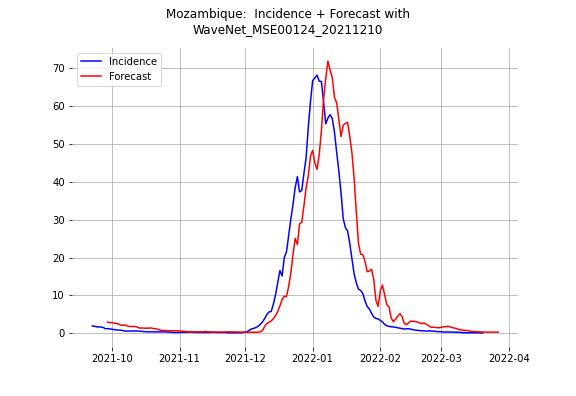 Mozambique:  Incidence + Forecast with
WaveNet_MSE00124_20211210
Incidence
Forecast
70
60
50
40
30
20
10
0
2021-10 2021-11 2021-12 2022-01 2022-02 2022-03 2022-04